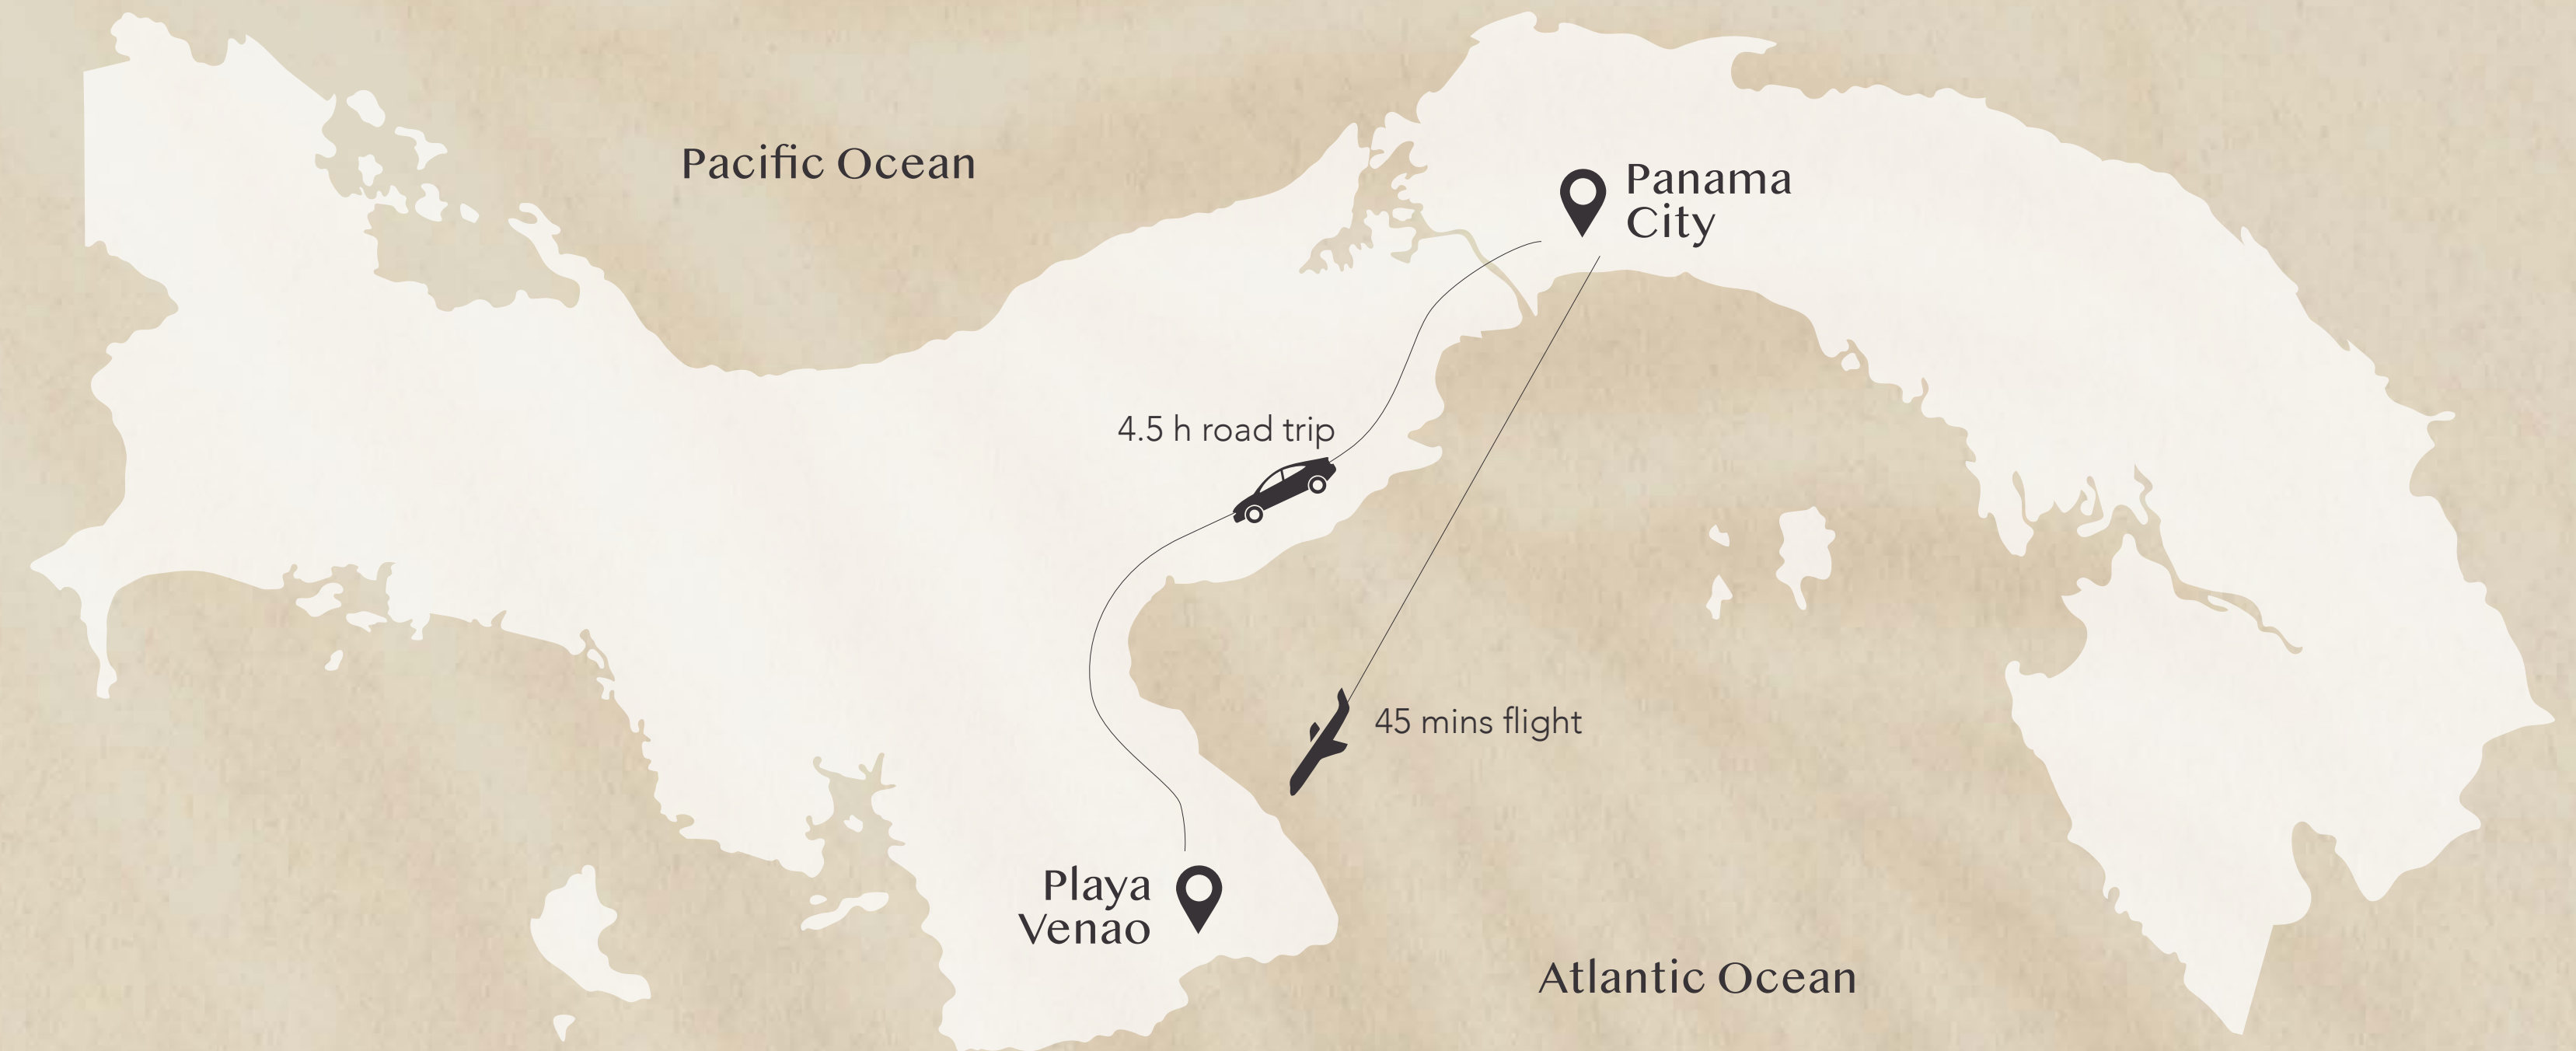 Pacific Ocean
Panama
City
4.5 h road trip
45 mins flight
Playa
Venao
Atlantic Ocean